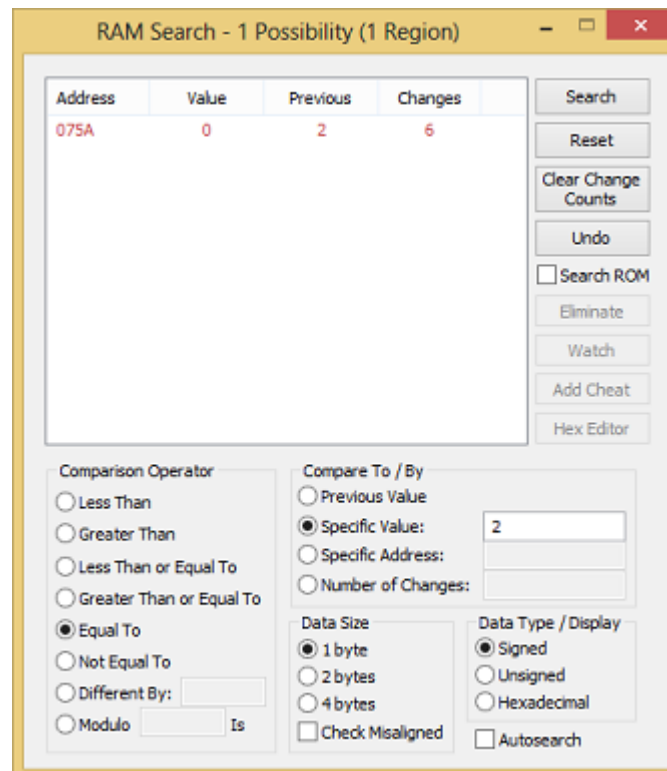 RAM Search - 1 Possibility (1 Region)
Address Value Previous Changes
075A 0 2 6
Search
Reset
Clear Change
Counts
Undo
Search ROM
Eliminate
Watch
Add Cheat
Hex Editor
Comparison Operator
Less Than
Greater Than
Less Than or Equal To
Greater Than or Equal To
Equal To
Not Equal To
Different By:
Modulo Is
Compare To / By
Previous Value
Specific Value: 2
Specific Address:
Number of Changes:
Data Size
1 byte
2 bytes
4 bytes
Check Misaligned
Data Type / Display
Signed
Unsigned
Hexadecimal
Autosearch